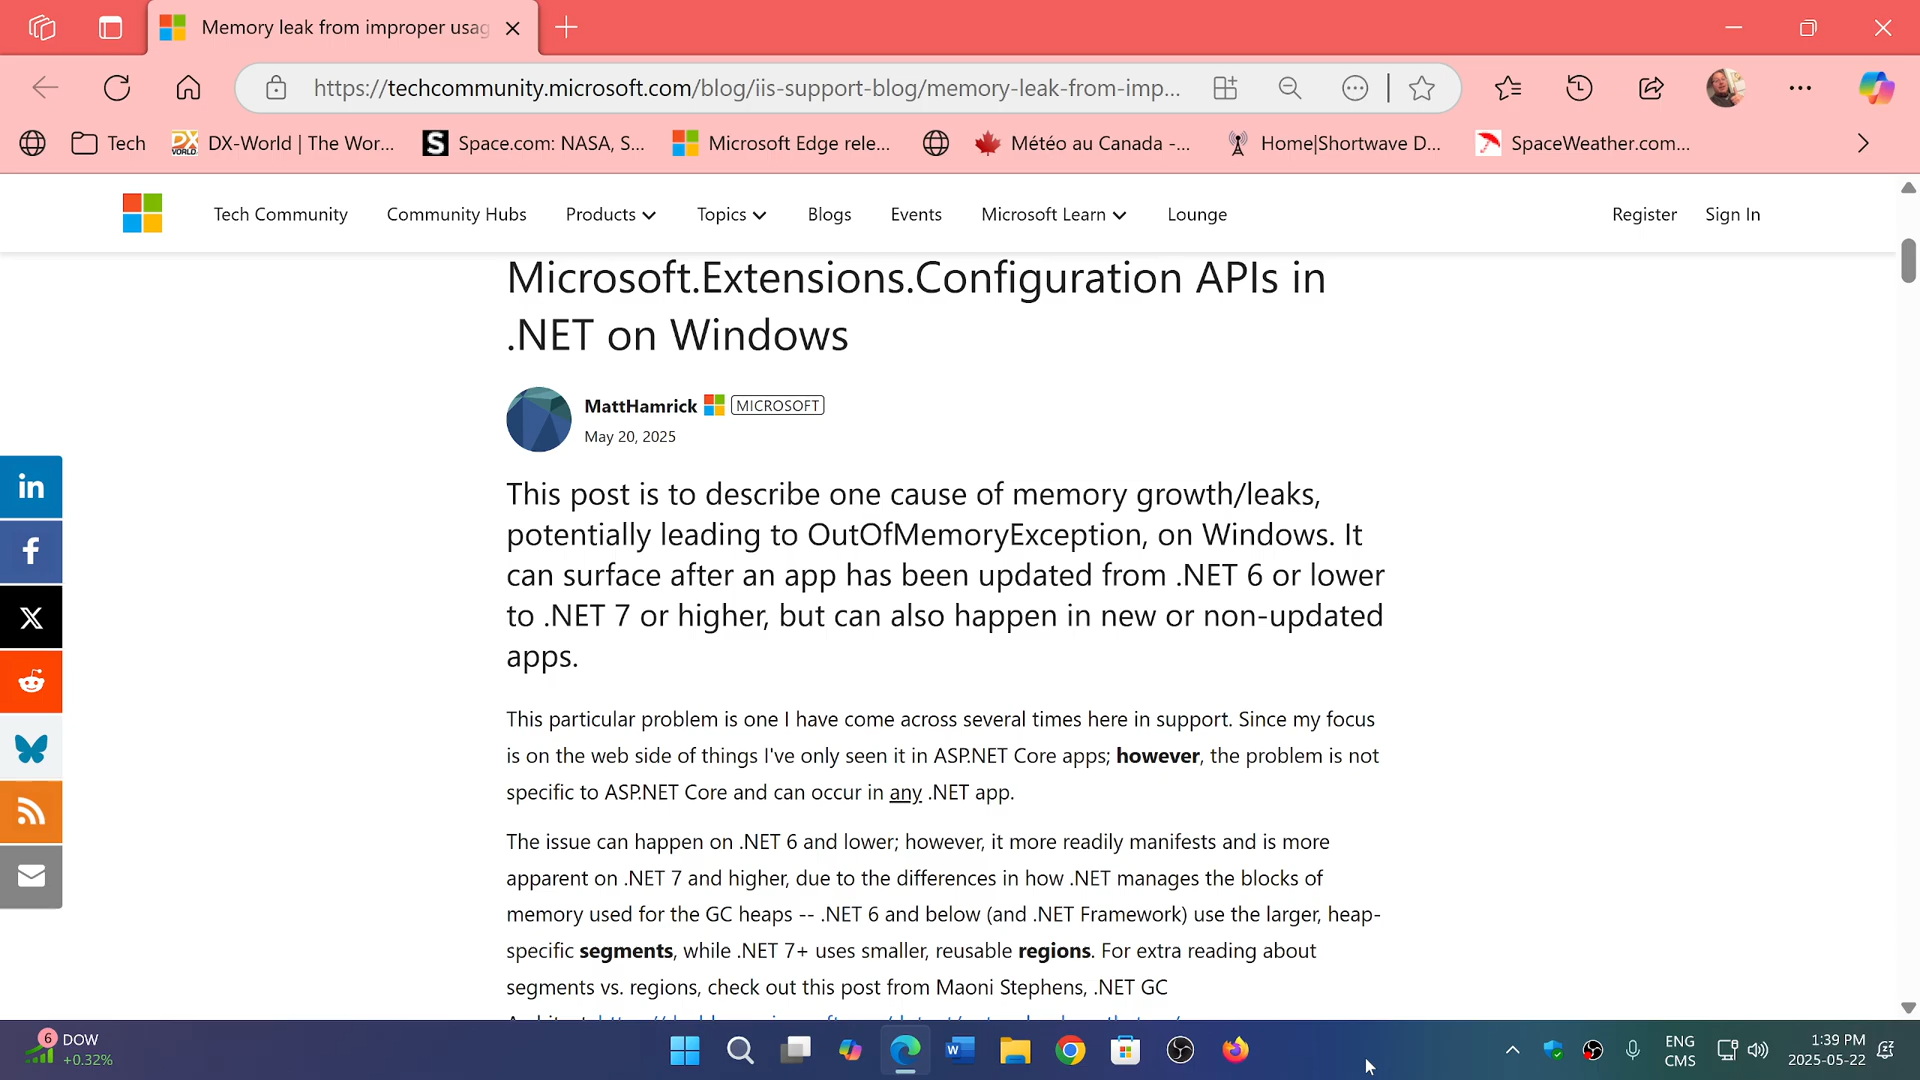 Memory leak from improper usag
https://techcommunity.microsoft.com/blog/iis-support-blog/memory-leak-from-imp...
Tech
DX WORLD
DX-World | The Wor...
S
Space.com: NASA, S...
Microsoft Edge rele...
Météo au Canada -...
Home|Shortwave D...
SpaceWeather.com...
Tech Community
Community Hubs
Products
Topics
Blogs
Events
Microsoft Learn
Lounge
Register
Sign In
Microsoft.Extensions.Configuration APIs in
.NET on Windows
MattHamrick MICROSOFT
May 20, 2025
This post is to describe one cause of memory growth/leaks,
potentially leading to OutOfMemoryException, on Windows. It
can surface after an app has been updated from .NET 6 or lower
to .NET 7 or higher, but can also happen in new or non-updated
apps.
This particular problem is one I have come across several times here in support. Since my focus
is on the web side of things I've only seen it in ASP.NET Core apps; however, the problem is not
specific to ASP.NET Core and can occur in any .NET app.
The issue can happen on .NET 6 and lower; however, it more readily manifests and is more
apparent on .NET 7 and higher, due to the differences in how .NET manages the blocks of
memory used for the GC heaps -- .NET 6 and below (and .NET Framework) use the larger, heap-
specific segments, while .NET 7+ uses smaller, reusable regions. For extra reading about
segments vs. regions, check out this post from Maoni Stephens, .NET GC
in
f
X
6
DOW
+0.32%
W
ENG
CMS
1:39 PM
2025-05-22